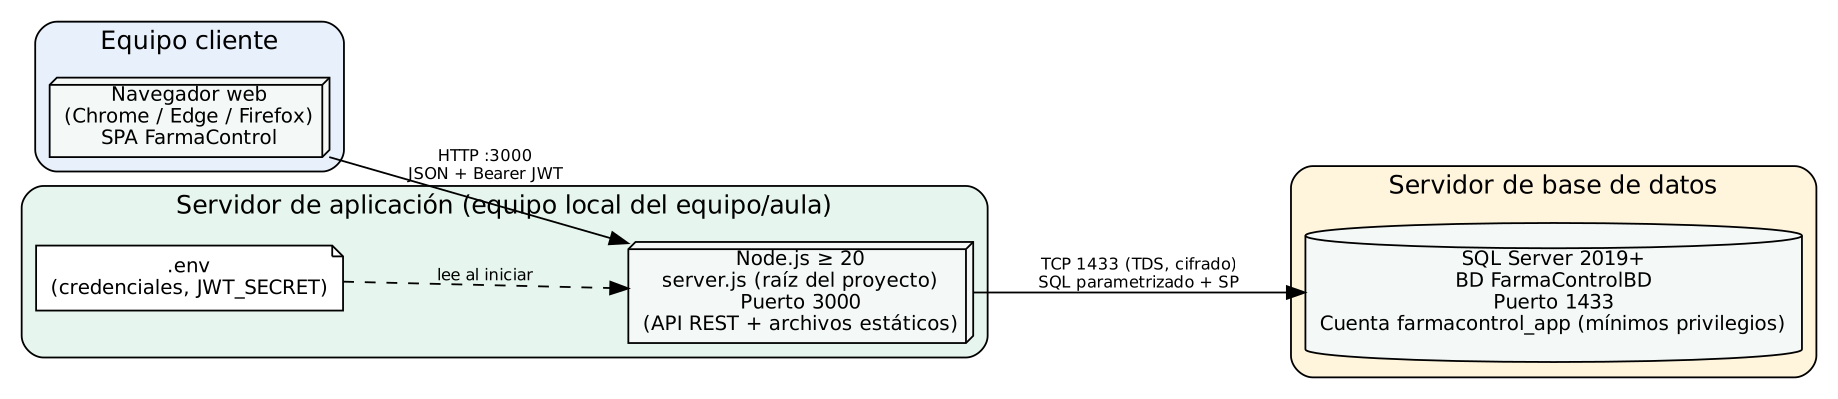 Equipo cliente
Navegador web
(Chrome / Edge / Firefox)
SPA FarmaControl
HTTP :3000
JSON + Bearer JWT
Servidor de aplicación (equipo local del equipo/aula)
.env
(credenciales, JWT_SECRET)
lee al iniciar
Node.js ≥ 20
server.js (raíz del proyecto)
Puerto 3000
(API REST + archivos estáticos)
TCP 1433 (TDS, cifrado)
SQL parametrizado + SP
Servidor de base de datos
SQL Server 2019+
BD FarmaControlBD
Puerto 1433
Cuenta farmacontrol_app (mínimos privilegios)